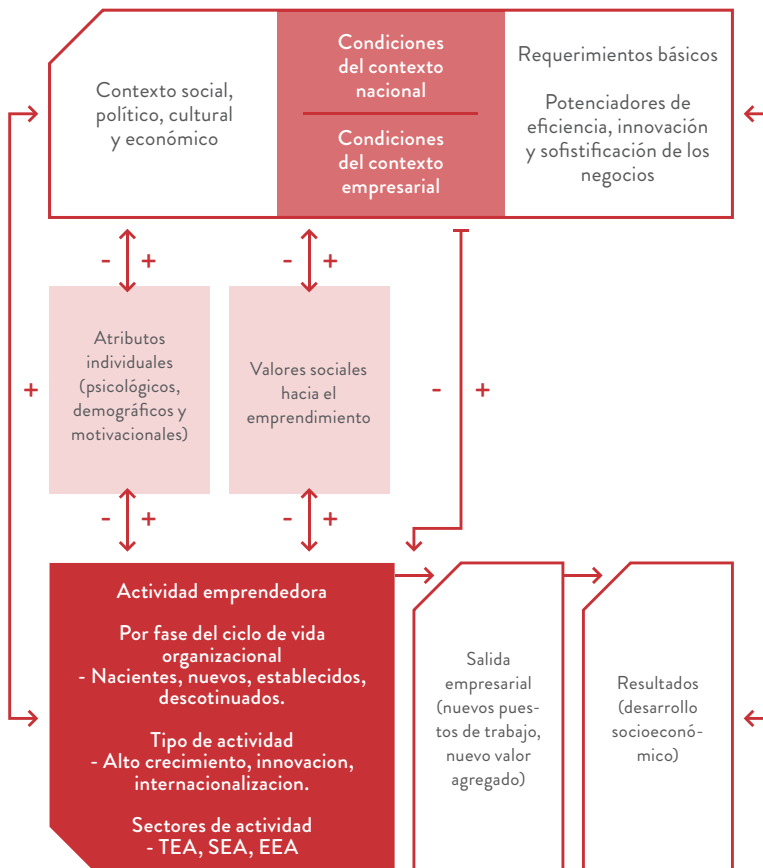 Contexto social,
político, cultural
y económico
Condiciones
del contexto
nacional
Condiciones
del contexto
empresarial
Requerimientos básicos
Potenciadores de
eficiencia, innovación
y sofistificación de los
negocios
- +
- +
Atributos
individuales
(psicológicos,
demográficos y
motivacionales)
Valores sociales
hacia el
emprendimiento
+
- +
- +
- +
Actividad emprendedora
Por fase del ciclo de vida
organizacional
- Nacientes, nuevos, establecidos,
descotinuados.
Tipo de actividad
- Alto crecimiento, innovacion,
internacionalizacion.
Sectores de actividad
- TEA, SEA, EEA
Salida
empresarial
(nuevos pues-
tos de trabajo,
nuevo valor
agregado)
Resultados
(desarrollo
socioeconó-
mico)